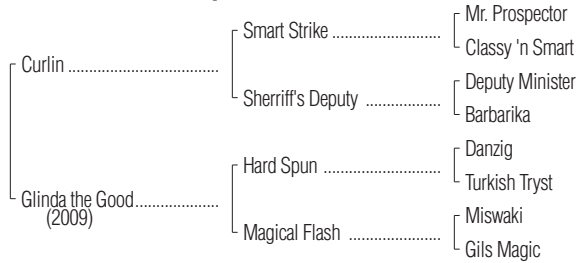 Mr. Prospector
Smart Strike ......................
Classy 'n Smart
Curlin ..............................
Deputy Minister
Sherriff's Deputy ...............
Barbarika
Danzig
Hard Spun ........................
Turkish Tryst
Glinda the Good.................
(2009)
Miswaki
Magical Flash ..................
Gils Magic